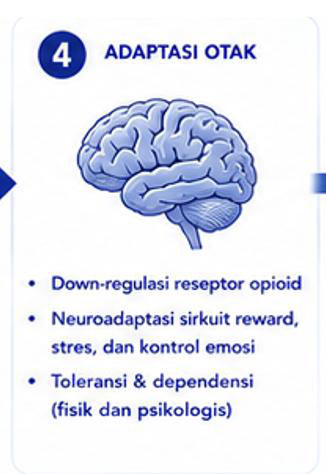 4 ADAPTASI OTAK
• Down-regulasi reseptor opioid
• Neuroadaptasi sirkuit reward,
stres, dan kontrol emosi
• Toleransi & dependensi
(fisik dan psikologis)